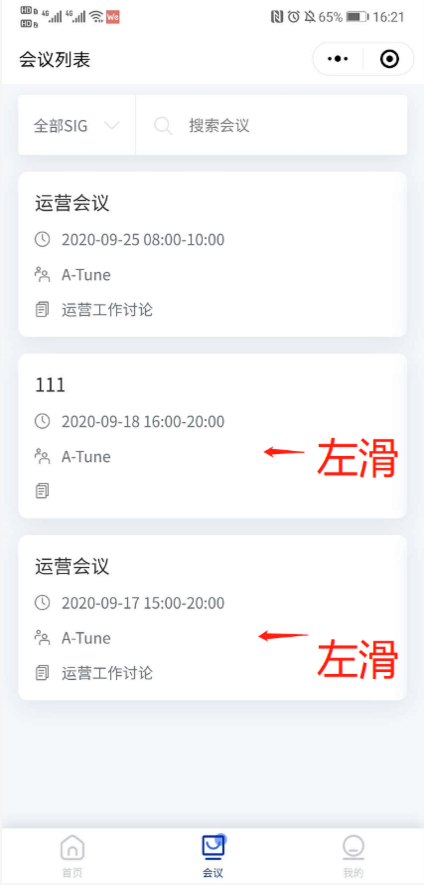 HD 4G 4G WS 65% 16:21
HD
会议列表
全部SIG 搜索会议
运营会议
2020-09-25 08:00-10:00
A-Tune
运营工作讨论
111
2020-09-18 16:00-20:00
A-Tune
左滑
运营会议
2020-09-17 15:00-20:00
A-Tune
左滑
运营工作讨论
首页 会议 我的